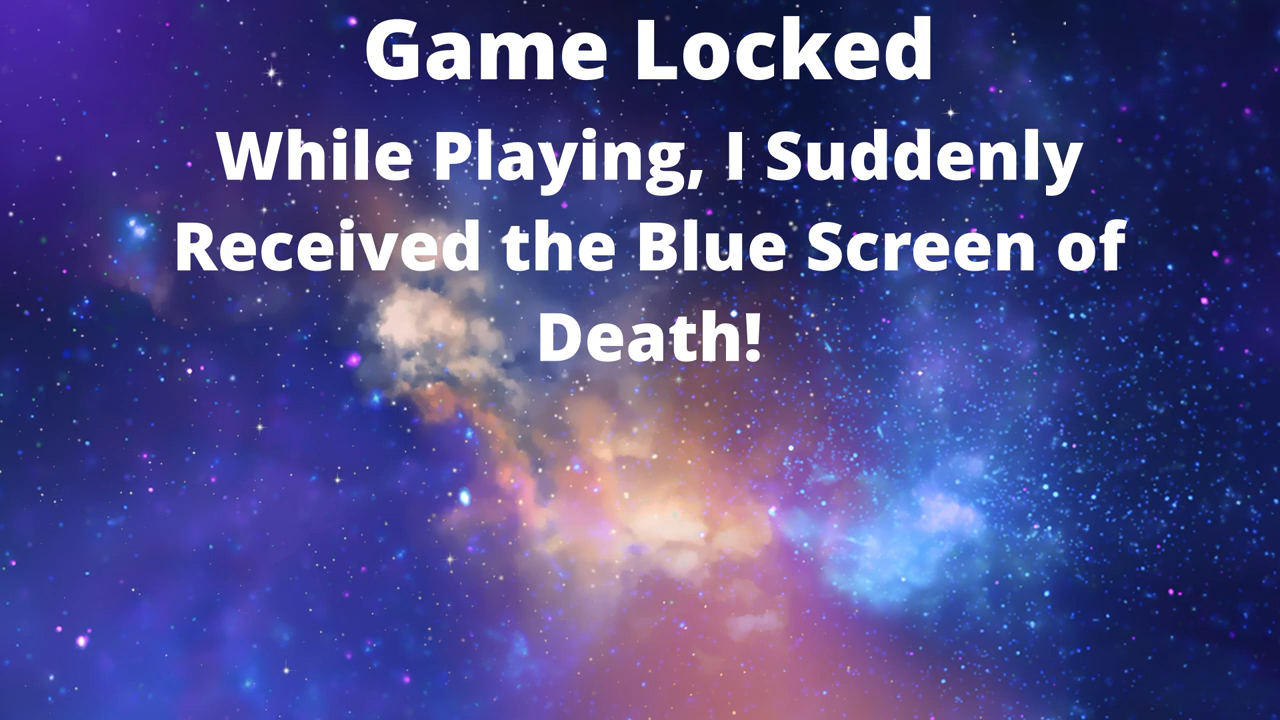 Game Locked
While Playing, I Suddenly
Received the Blue Screen of
Death!